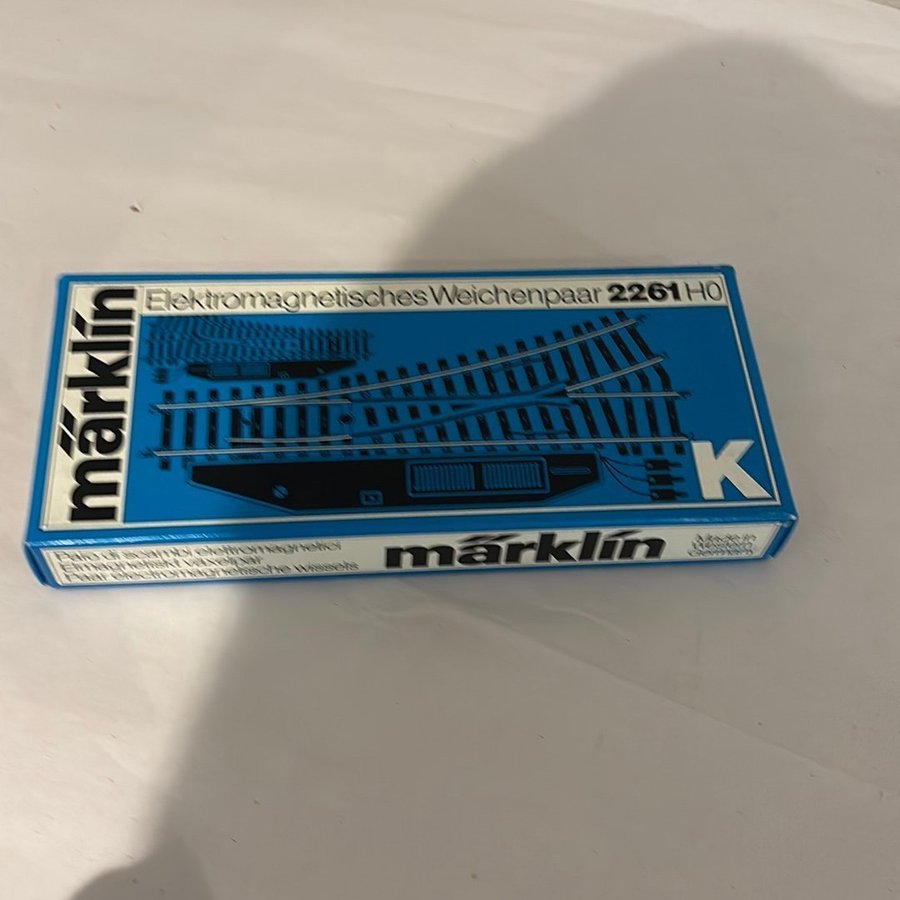 märklin
Elektromagnetisches Weichenpaar 2261 H0
K
Paio di scambi elettromagnetici
Elmagnetiskt växelpar
Paar electromagnetische wissels
märklin
Made in
Western
Germany